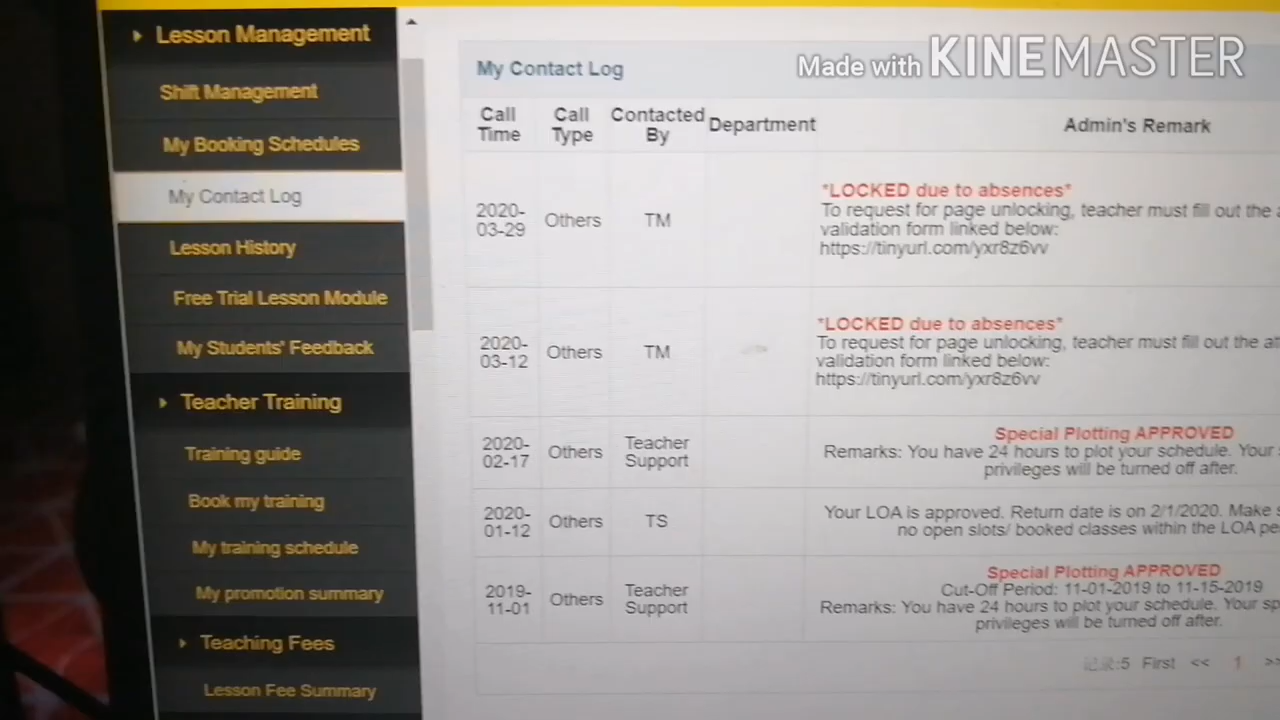 Lesson Management
Shift Management
My Booking Schedules
My Contact Log
Lesson History
Free Trial Lesson Module
My Students' Feedback
Teacher Training
Training guide
Book my training
My training schedule
My promotion summary
Teaching Fees
Lesson Fee Summary
Made with KINEMASTER
My Contact Log
Call Time Call Type Contacted By Department Admin's Remark
2020-03-29 Others TM
*LOCKED due to absences*
To request for page unlocking, teacher must fill out the
validation form linked below:
https://tinyurl.com/yxr8z6vv
2020-03-12 Others TM
*LOCKED due to absences*
To request for page unlocking, teacher must fill out the at
validation form linked below:
https://tinyurl.com/yxr8z6vv
2020-02-17 Others Teacher Support
Special Plotting APPROVED
Remarks: You have 24 hours to plot your schedule. Your
privileges will be turned off after.
2020-01-12 Others TS
Your LOA is approved. Return date is on 2/1/2020. Make
no open slots/ booked classes within the LOA pe
2019-11-01 Others Teacher Support
Special Plotting APPROVED
Cut-Off Period: 11-01-2019 to 11-15-2019
Remarks: You have 24 hours to plot your schedule. Your sp
privileges will be turned off after.
记录:5 First << 1 >>